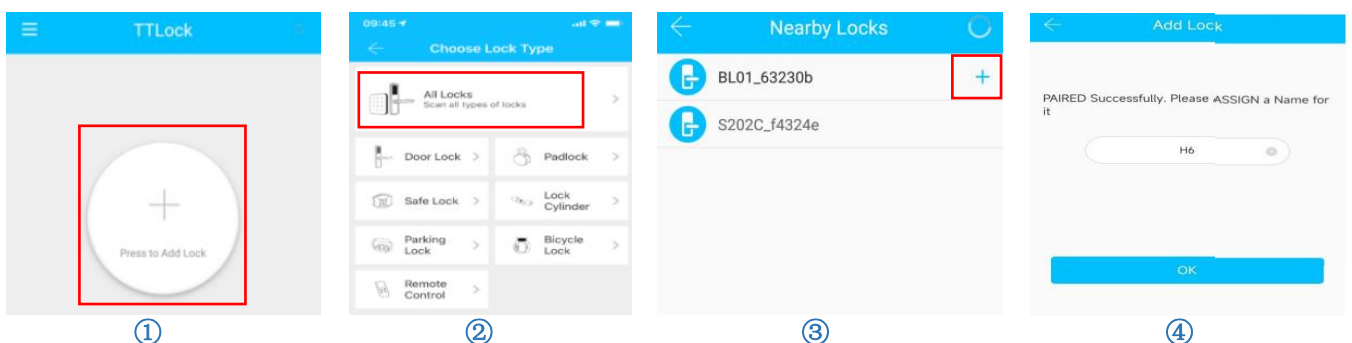 TTLock
Press to Add Lock
①
09:45
Choose Lock Type
All Locks
Scan all types of locks
Door Lock
Padlock
Safe Lock
Lock
Cylinder
Parking
Lock
Bicycle
Lock
Remote
Control
②
Nearby Locks
BL01_63230b
S202C_f4324e
③
Add Lock
PAIRED Successfully. Please ASSIGN a Name for
it
H6
OK
④